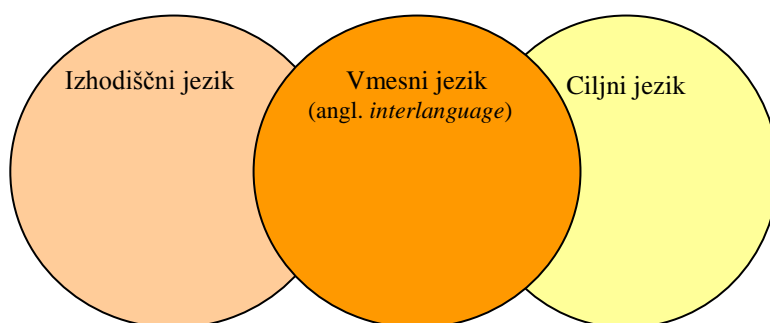 Izhodiščni jezik
Vmesni jezik
(angl. interlanguage)
Ciljni jezik